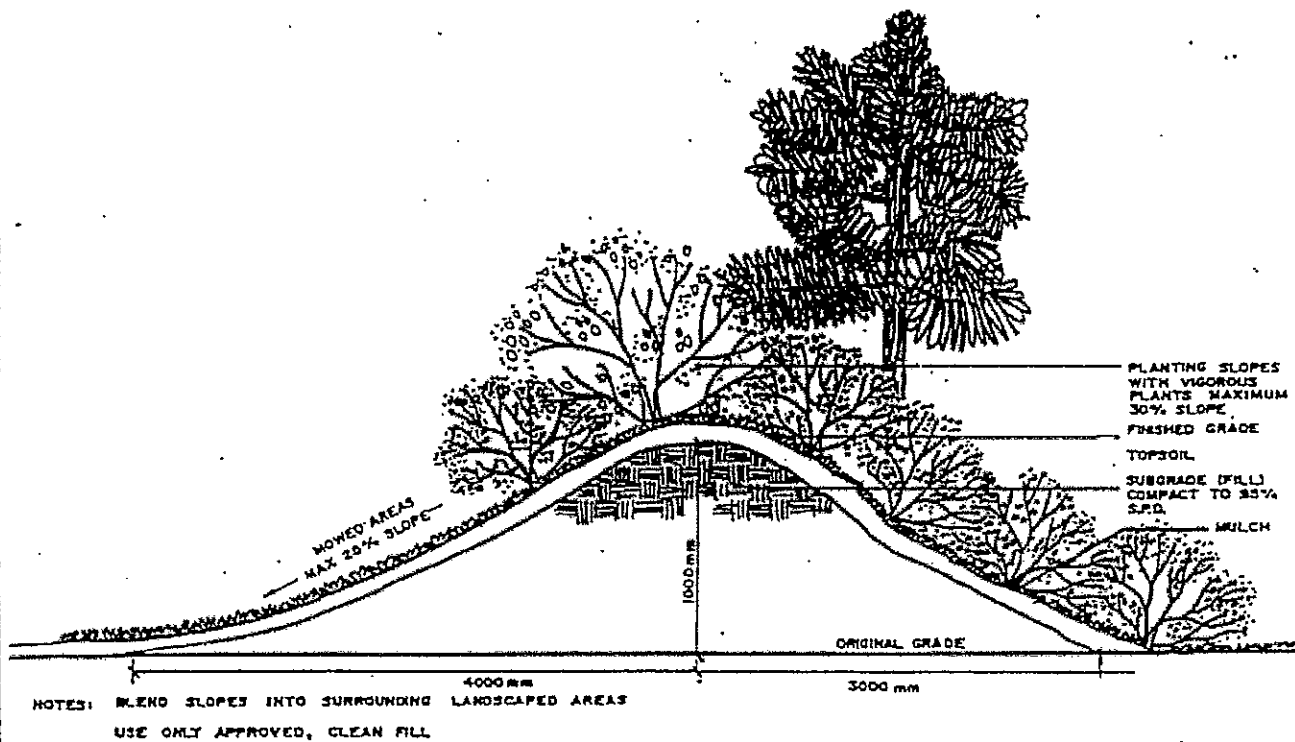 PLANTING SLOPES
WITH VIGOROUS
PLANTS MAXIMUM
30% SLOPE
FINISHED GRADE
TOPSOIL
SUBGRADE (FILL)
COMPACT TO 95%
S.P.D.
MULCH
MOWED AREAS
MAX 25% SLOPE
1000mm
ORIGINAL GRADE
4000mm
3000 mm
NOTES: BLEND SLOPES INTO SURROUNDING LANDSCAPED AREAS
USE ONLY APPROVED, CLEAN FILL